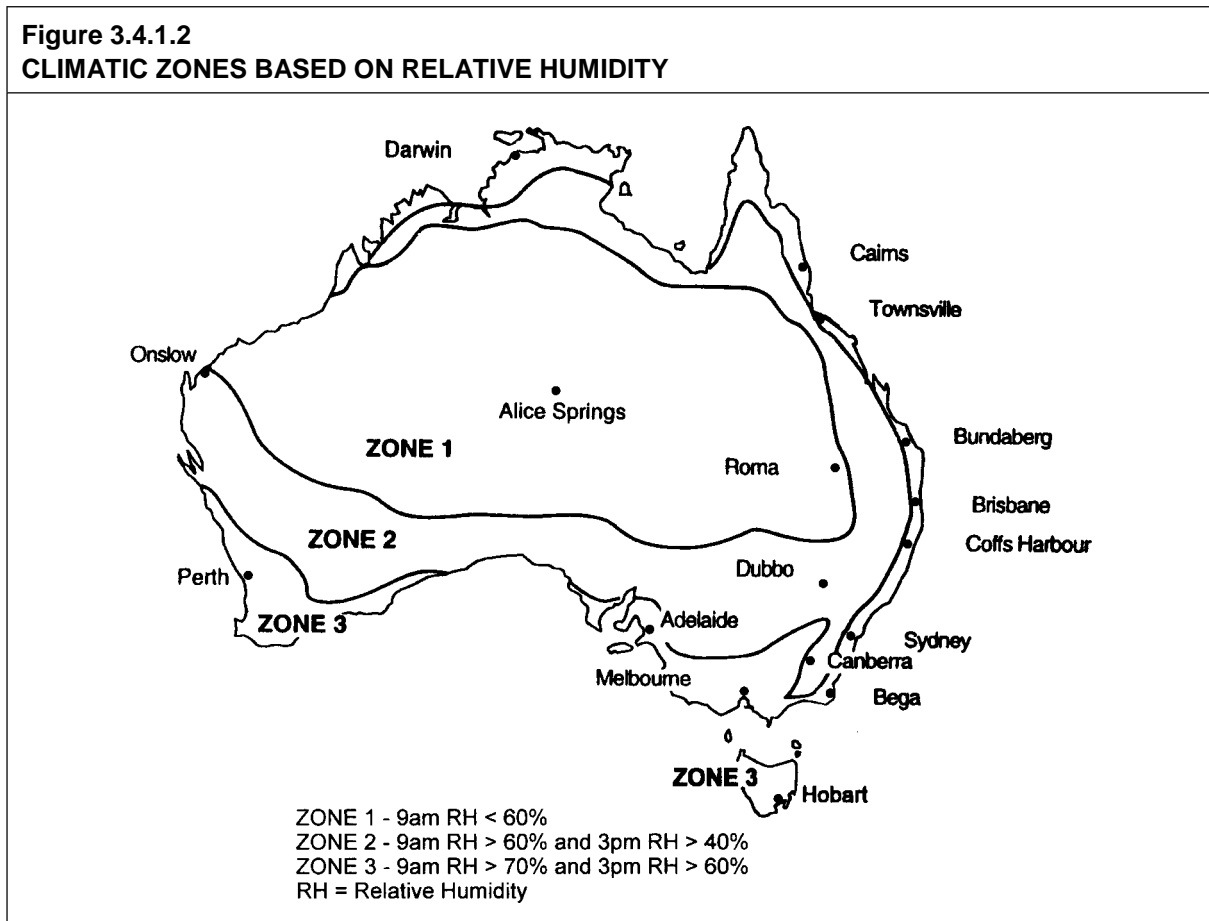 Figure 3.4.1.2
CLIMATIC ZONES BASED ON RELATIVE HUMIDITY
Darwin
Cairns
Townsville
Onslow
Alice Springs
ZONE 1
Bundaberg
Roma
Brisbane
ZONE 2
Coffs Harbour
Dubbo
Perth
ZONE 3
Adelaide
Sydney
Canberra
Melbourne
Bega
ZONE 3
Hobart
ZONE 1 - 9am RH < 60%
ZONE 2 - 9am RH > 60% and 3pm RH > 40%
ZONE 3 - 9am RH > 70% and 3pm RH > 60%
RH = Relative Humidity